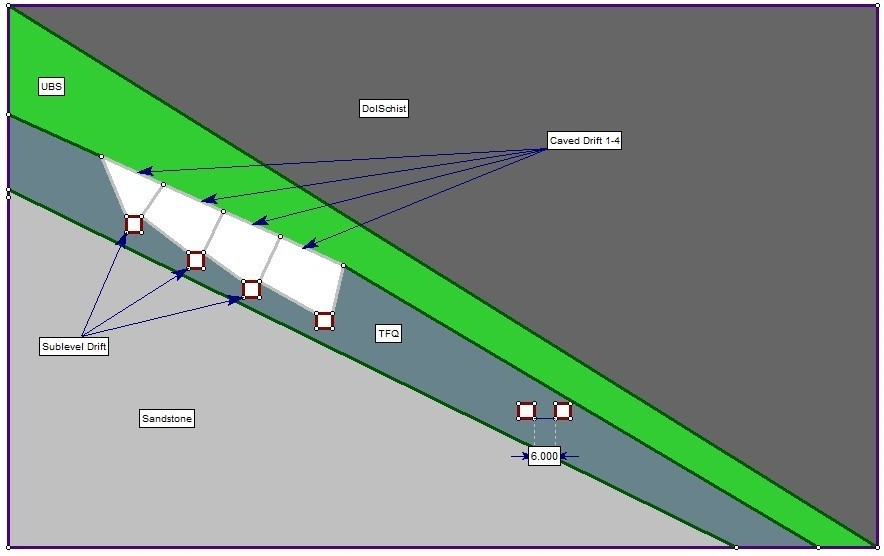 UBS
DolSchist
Caved Drift 1-4
TFQ
Sublevel Drift
Sandstone
6.000